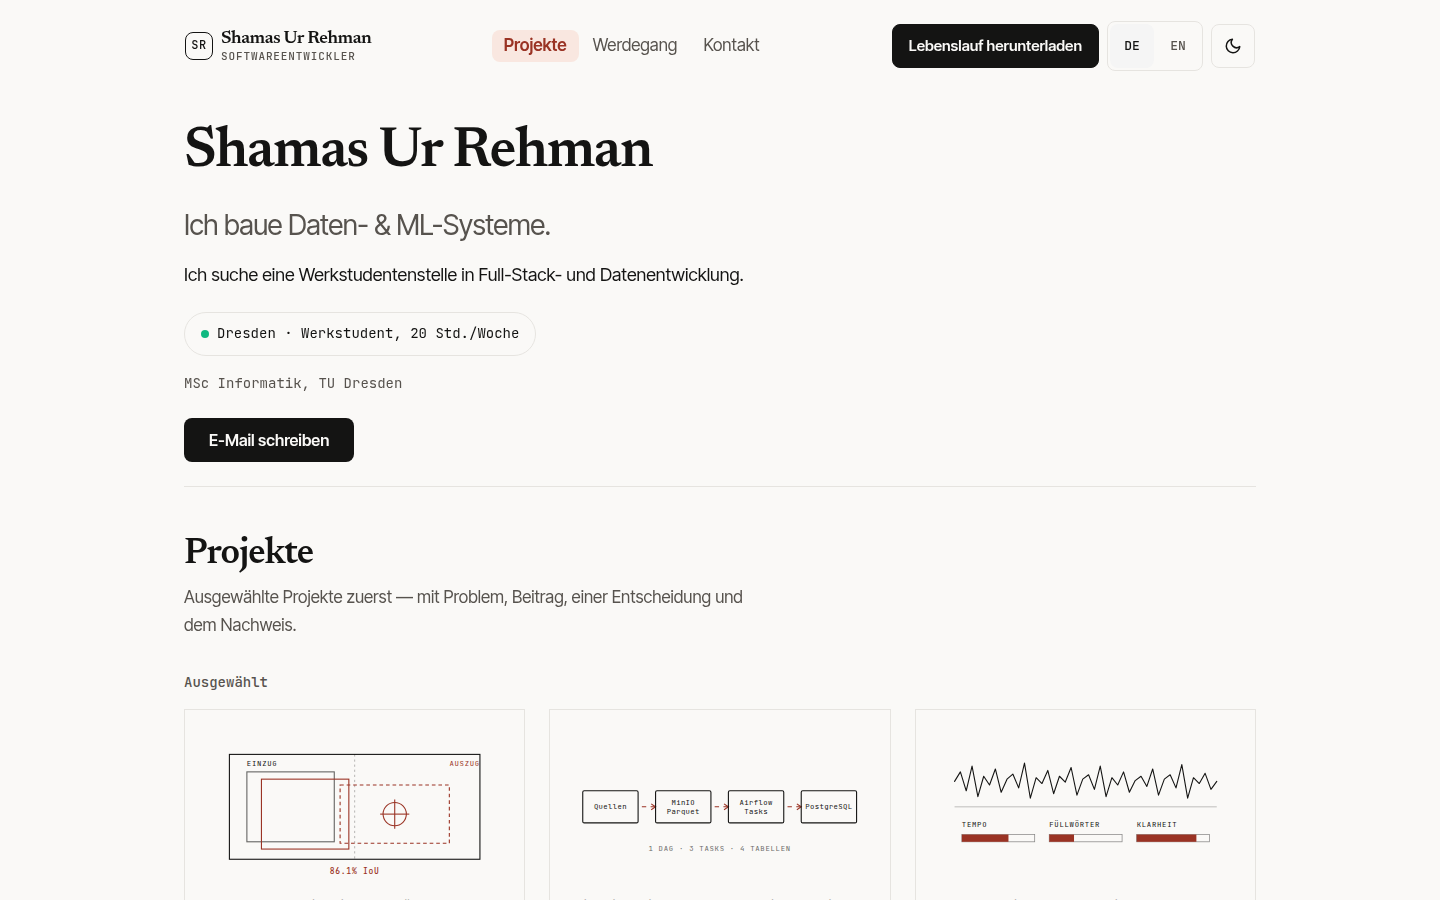 SR
Shamas Ur Rehman
SOFTWAREENTWICKLER
Projekte
Werdegang
Kontakt
Lebenslauf herunterladen
DE
EN
Shamas Ur Rehman
Ich baue Daten- & ML-Systeme.
Ich suche eine Werkstudentenstelle in Full-Stack- und Datenentwicklung.
Dresden · Werkstudent, 20 Std./Woche
MSc Informatik, TU Dresden
E-Mail schreiben
Projekte
Ausgewählte Projekte zuerst — mit Problem, Beitrag, einer Entscheidung und
dem Nachweis.
Ausgewählt
EINZUG
AUSZUG
86.1% IoU
Quellen
MinIO
Parquet
Airflow
Tasks
PostgreSQL
1 DAG · 3 TASKS · 4 TABELLEN
TEMPO
FÜLLWÖRTER
KLARHEIT